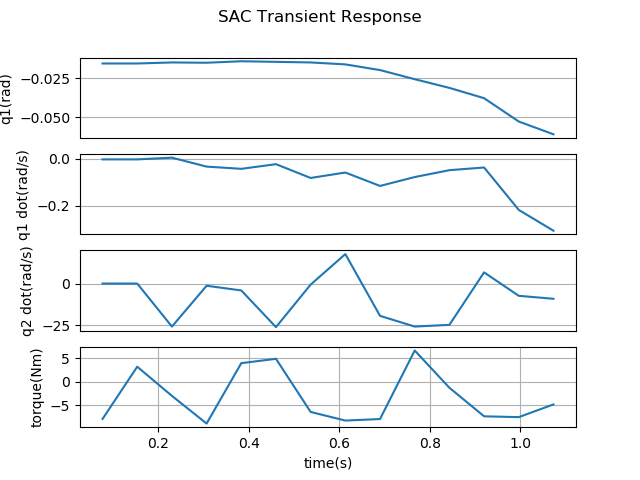 SAC Transient Response
q1(rad)
−0.025
−0.050
q1 dot(rad/s)
0.0
−0.2
q2 dot(rad/s)
0
−25
torque(Nm)
5
0
−5
0.2 0.4 0.6 0.8 1.0
time(s)